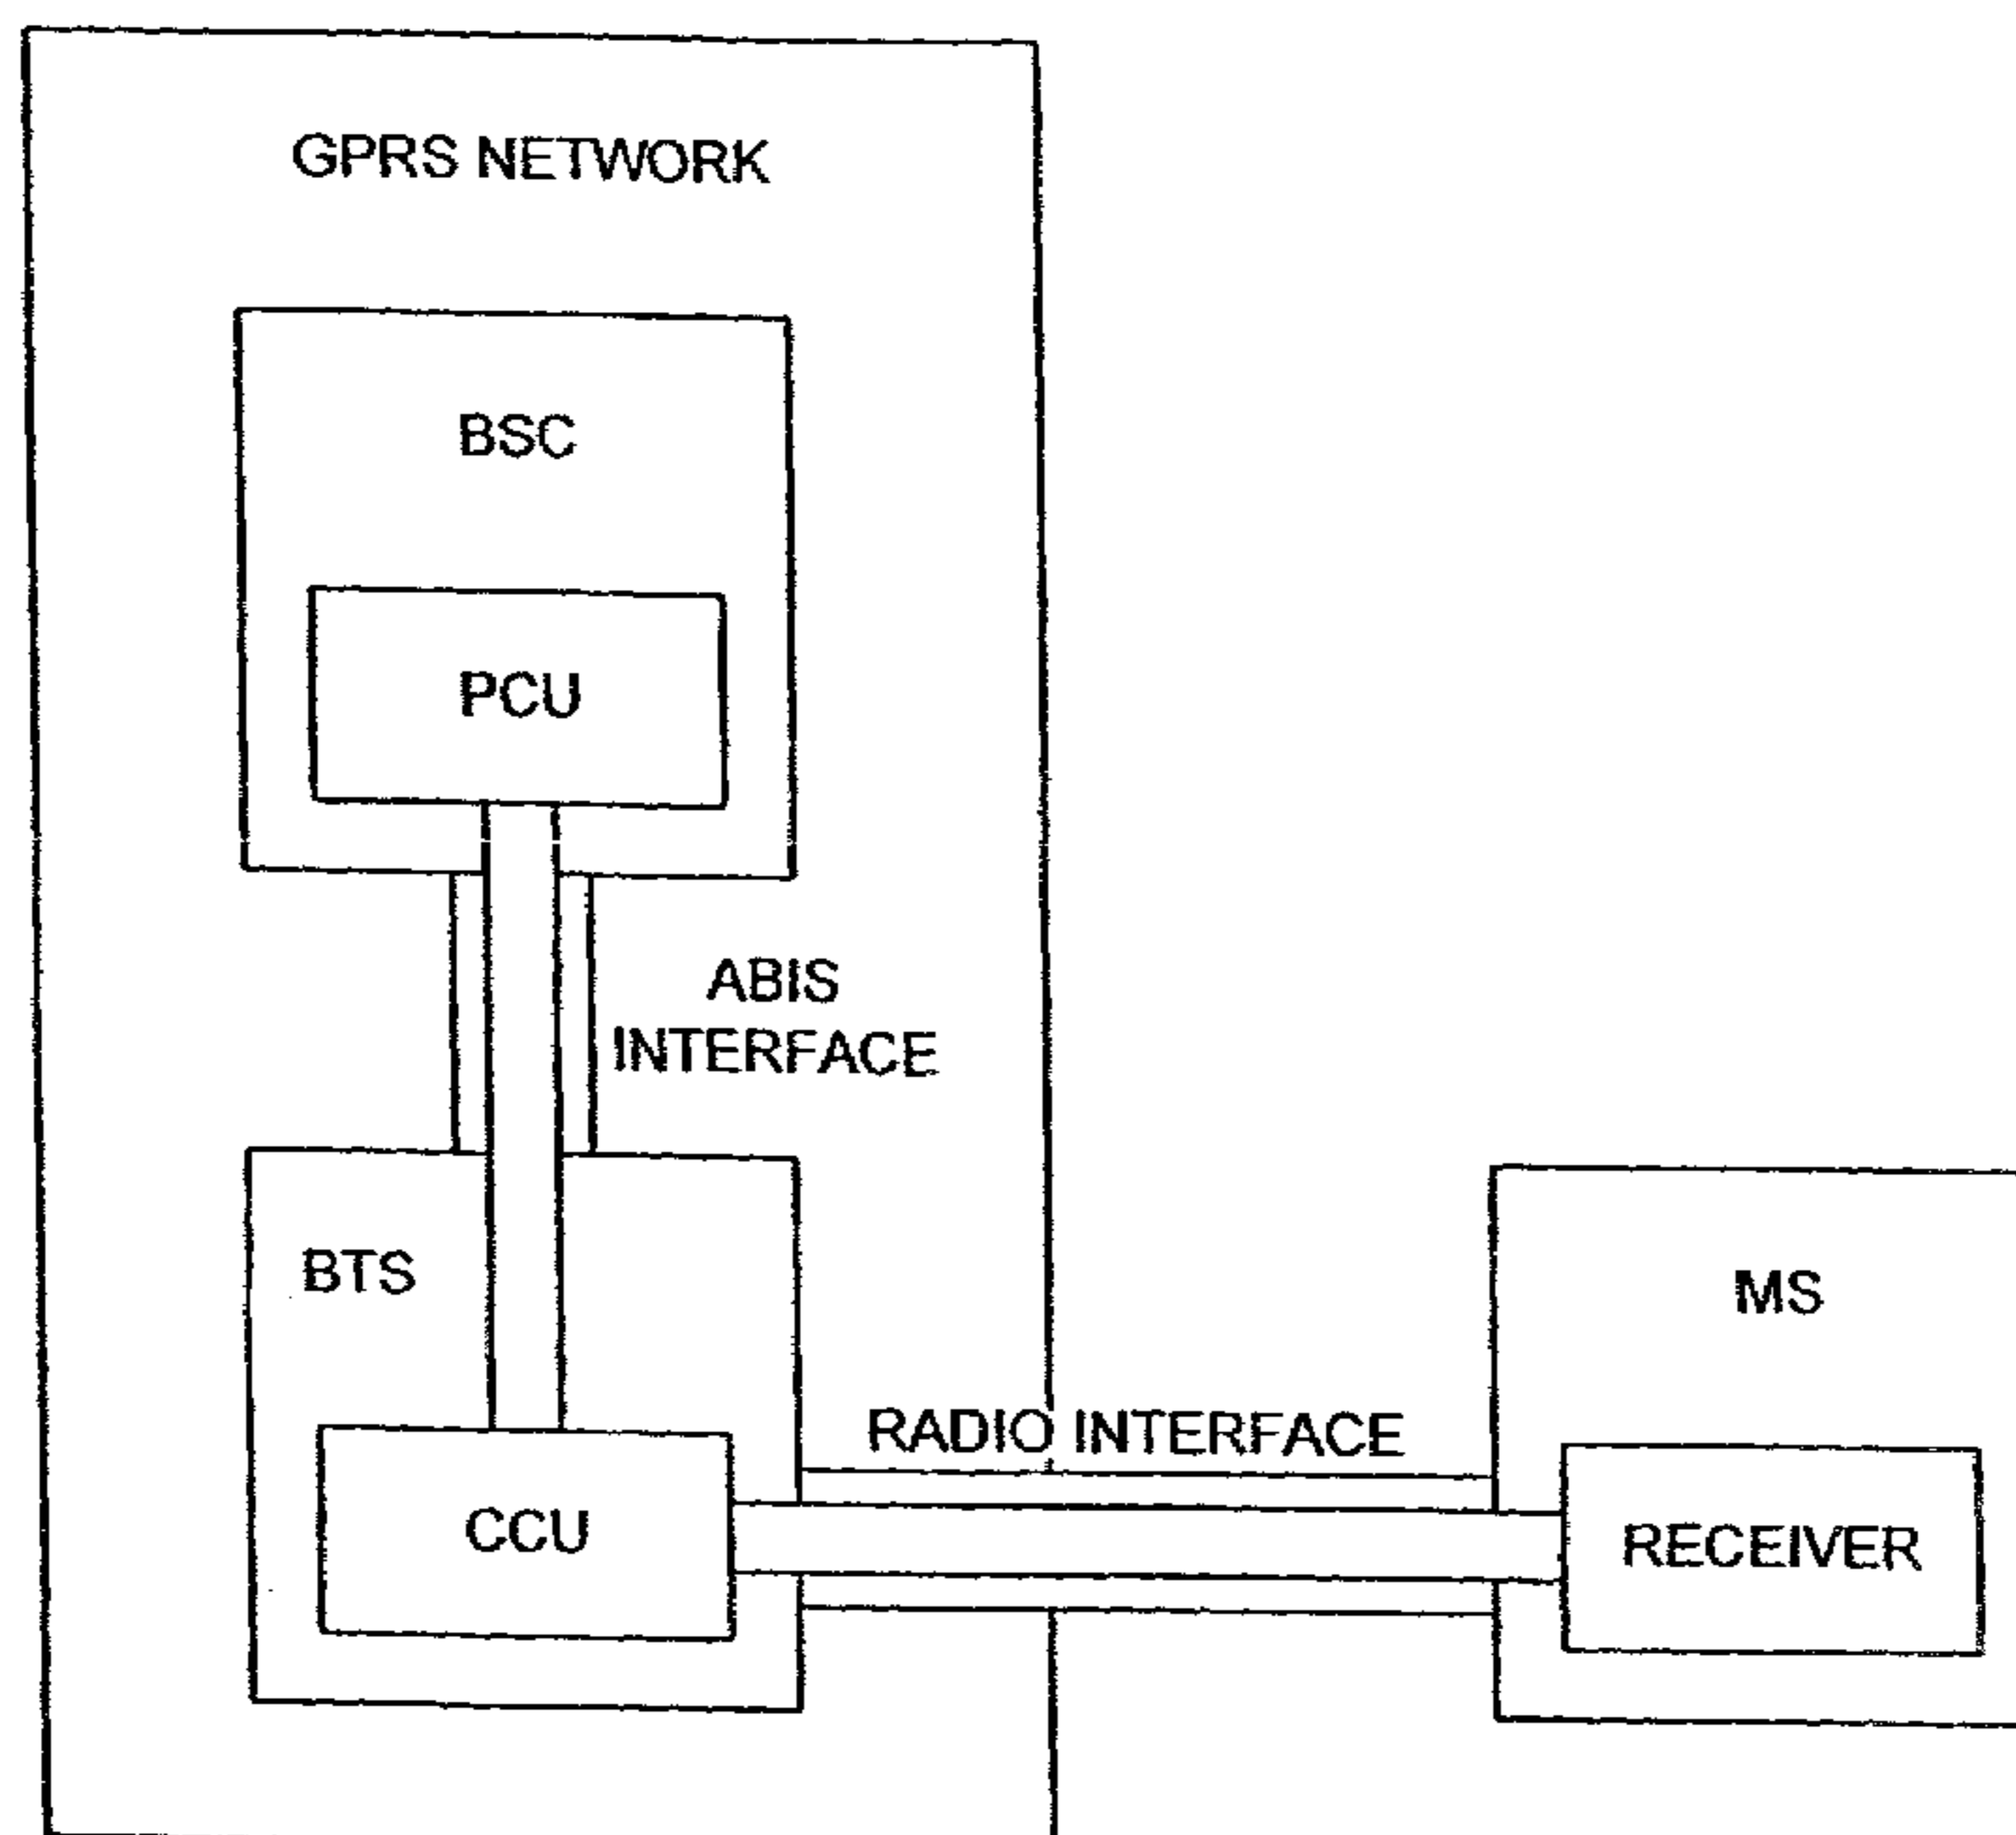 GPRS NETWORK
BSC
PCU
ABIS
INTERFACE
BTS
MS
RADIO INTERFACE
CCU
RECEIVER